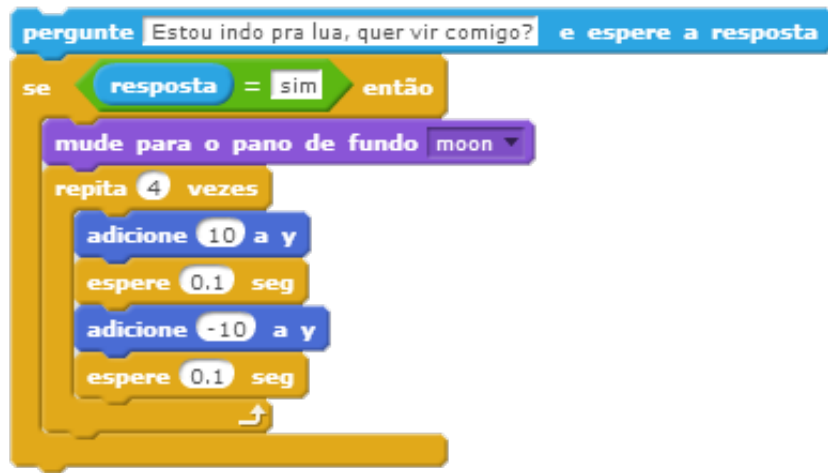 pergunte Estou indo pra lua, quer vir comigo? e espere a resposta
se resposta = sim então
mude para o pano de fundo moon
repita 4 vezes
adicione 10 a y
espere 0.1 seg
adicione -10 a y
espere 0.1 seg